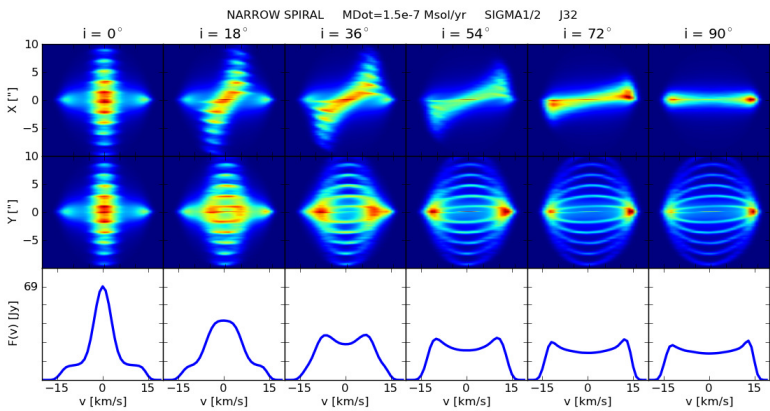 NARROW SPIRAL MDot=1.5e-7 Msol/yr SIGMA1/2 J32
i = 0° i = 18° i = 36° i = 54° i = 72° i = 90°
10
5
X ["] 0
−5
10
5
Y ["] 0
−5
69
F(v) [Jy]
−15 0 15 −15 0 15 −15 0 15 −15 0 15 −15 0 15 −15 0 15
v [km/s] v [km/s] v [km/s] v [km/s] v [km/s] v [km/s]